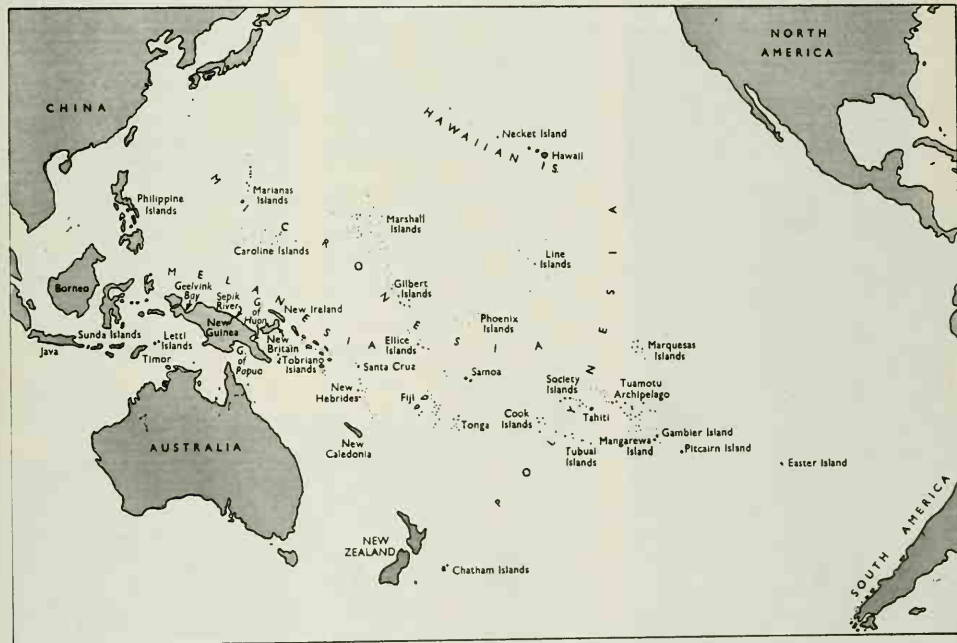 NORTH
AMERICA
CHINA
HAWAIIAN IS.
Necket Island
Hawaii
Philippine
Islands
Marianas
Islands
MICRONESIA
Marshall
Islands
Caroline Islands
Line
Islands
POLYNESIA
Borneo
MELANESIA
Geelvink
Bay
Sepik
River
G.
of
Huon
New Ireland
Gilbert
Islands
Phoenix
Islands
Sunda Islands
Java
Letti
Islands
Timor
New
Guinea
G.
of
Papua
New
Britain
Tobriano
Islands
Ellice
Islands
Santa Cruz
Samoa
Marquesas
Islands
New
Hebrides
Fiji
Tonga
Society
Islands
Tuamotu
Archipelago
Tahiti
Cook
Islands
Tubuai
Islands
Mangarewa
Island
Gambier Island
Pitcairn Island
Easter Island
AUSTRALIA
New
Caledonia
NEW
ZEALAND
Chatham Islands
SOUTH AMERICA